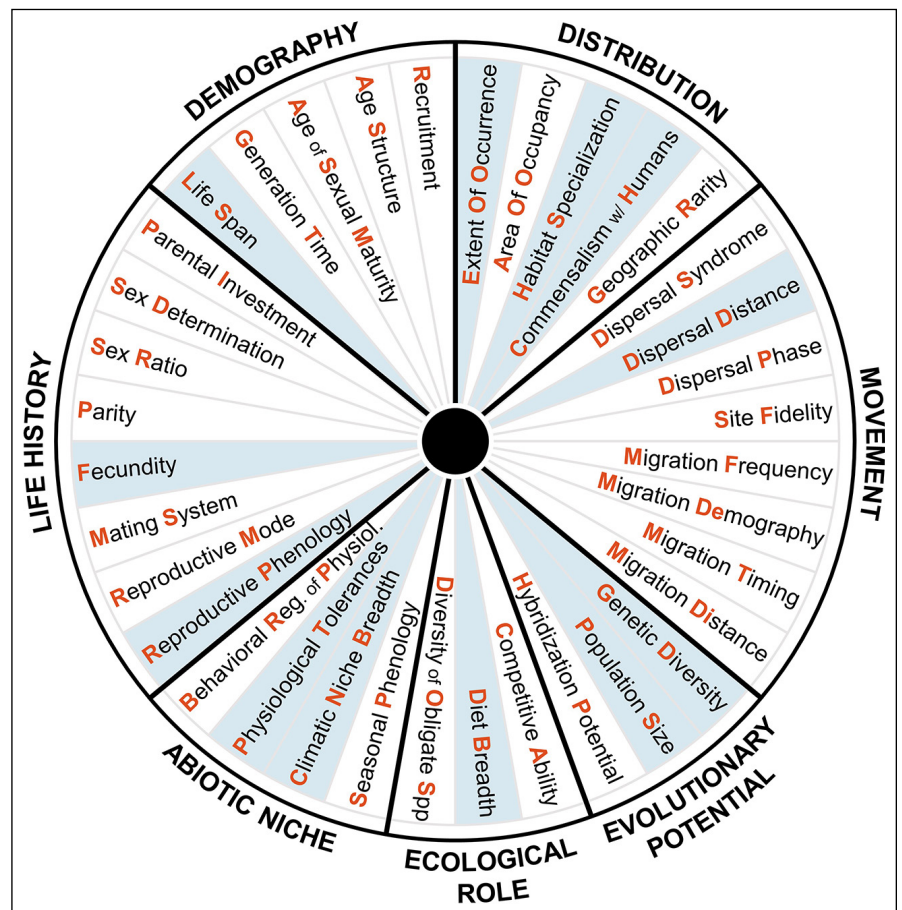 DISTRIBUTION
Extent Of Occurrence
Area Of Occupancy
Habitat Specialization
Commensalism w/ Humans
Geographic Rarity
MOVEMENT
Dispersal Syndrome
Dispersal Distance
Dispersal Phase
Site Fidelity
Migration Frequency
Migration Demography
Migration Timing
Migration Distance
EVOLUTIONARY
POTENTIAL
Genetic Diversity
Population Size
Hybridization Potential
ECOLOGICAL
ROLE
Competitive Ability
Diet Breadth
Diversity of Obligate Spp
ABIOTIC NICHE
Seasonal Phenology
Climatic Niche Breadth
Physiological Tolerances
Behavioral Reg. of Physiol.
LIFE HISTORY
Reproductive Phenology
Reproductive Mode
Mating System
Fecundity
Parity
Sex Ratio
Sex Determination
Parental Investment
DEMOGRAPHY
Life Span
Generation Time
Age of Sexual Maturity
Age Structure
Recruitment